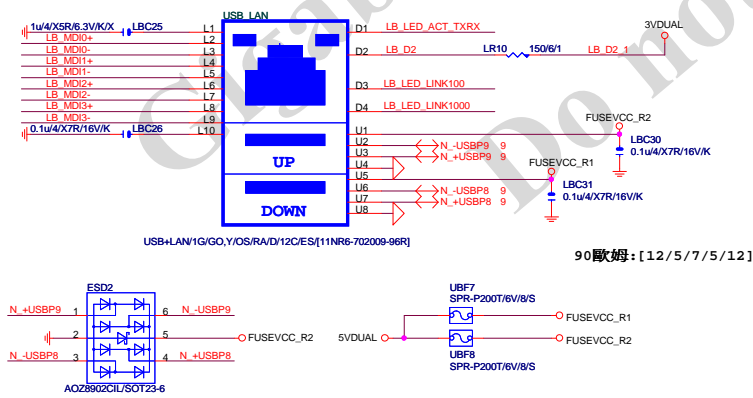 USB_LAN
1u/4/X5R/6.3V/K/X LBC25 L1
LB_MDI0+ L2
LB_MDI0- L3
LB_MDI1+ L4
LB_MDI1- L5
LB_MDI2+ L6
LB_MDI2- L7
LB_MDI3+ L8
LB_MDI3- L9
0.1u/4/X7R/16V/K LBC26 L10
D1 LB_LED_ACT_TXRX
3VDUAL
D2 LB_D2 LR10 150/6/1 LB_D2_1
D3 LB_LED_LINK100
D4 LB_LED_LINK1000
FUSEVCC_R2
U1
U2 N_-USBP9 9
U3 N_+USBP9 9
U4
U5
U6 N_-USBP8 9
U7 N_+USBP8 9
U8
LBC30
0.1u/4/X7R/16V/K
FUSEVCC_R1
LBC31
0.1u/4/X7R/16V/K
UP
DOWN
USB+LAN/1G/GO,Y/OS/RA/D/12C/ES/[11NR6-702009-96R]
90歐姆:[12/5/7/5/12]
ESD2
N_+USBP9 1 6 N_-USBP9
2 5 FUSEVCC_R2
N_-USBP8 3 4 N_+USBP8
AOZ8902CIL/SOT23-6
UBF7
SPR-P200T/6V/8/S
FUSEVCC_R1
5VDUAL
FUSEVCC_R2
UBF8
SPR-P200T/6V/8/S
Do no